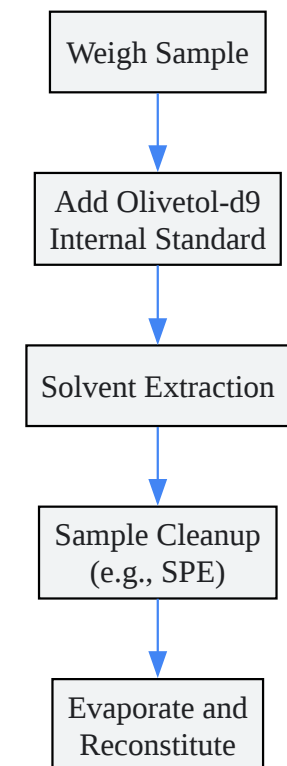 Weigh Sample
Add Olivetol-d9
Internal Standard
Solvent Extraction
Sample Cleanup
(e.g., SPE)
Evaporate and
Reconstitute